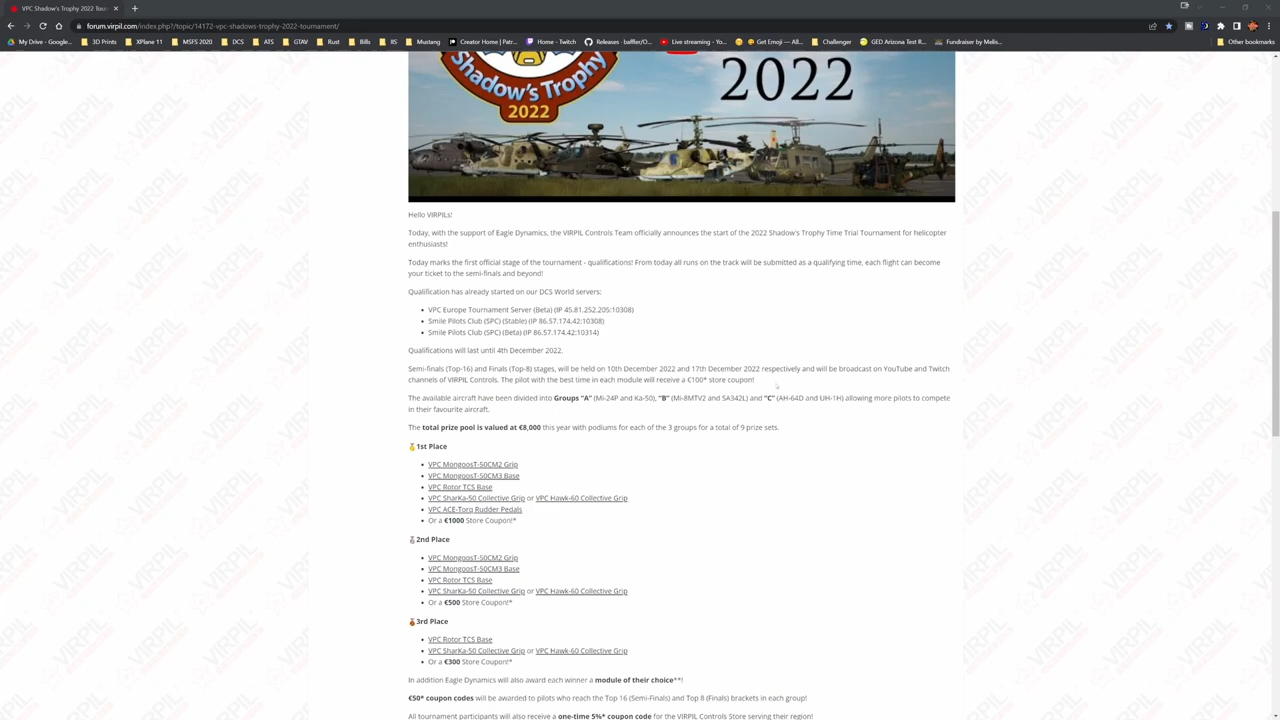 VPC Shadows Trophy 2022 Tour
forum.virpil.com/index.php?/topic/14172-vpc-shadows-trophy-2022-tournament/
My Drive - Google... 3D Prints XPlane 11 MSFS 2020 DCS ATS GTAV Rust Bills IIS Mustang Creator Home | Patr... Home - Twitch Releases · baffler/O... Live streaming - Yo... Get Emoji — All... Challenger GED Arizona Test R... Fundraiser by Melis... Other bookmarks
Shadow's Trophy
2022
2022
Hello VIRPILs!
Today, with the support of Eagle Dynamics, the VIRPIL Controls Team officially announces the start of the 2022 Shadow's Trophy Time Trial Tournament for helicopter
enthusiasts!
Today marks the first official stage of the tournament - qualifications! From today all runs on the track will be submitted as a qualifying time, each flight can become
your ticket to the semi-finals and beyond!
Qualification has already started on our DCS World servers:
• VPC Europe Tournament Server (Beta) (IP 45.81.252.205:10308)
• Smile Pilots Club (SPC) (Stable) (IP 86.57.174.42:10308)
• Smile Pilots Club (SPC) (Beta) (IP 86.57.174.42:10314)
Qualifications will last until 4th December 2022.
Semi-finals (Top-16) and Finals (Top-8) stages, will be held on 10th December 2022 and 17th December 2022 respectively and will be broadcast on YouTube and Twitch
channels of VIRPIL Controls. The pilot with the best time in each module will receive a €100* store coupon!
The available aircraft have been divided into Groups "A" (Mi-24P and Ka-50), "B" (Mi-8MTV2 and SA342L) and "C" (AH-64D and UH-1H) allowing more pilots to compete
in their favourite aircraft.
The total prize pool is valued at €8,000 this year with podiums for each of the 3 groups for a total of 9 prize sets.
🥇1st Place
• VPC MongoosT-50CM2 Grip
• VPC MongoosT-50CM3 Base
• VPC Rotor TCS Base
• VPC SharKa-50 Collective Grip or VPC Hawk-60 Collective Grip
• VPC ACE-Torq Rudder Pedals
• Or a €1000 Store Coupon!*
🥈2nd Place
• VPC MongoosT-50CM2 Grip
• VPC MongoosT-50CM3 Base
• VPC Rotor TCS Base
• VPC SharKa-50 Collective Grip or VPC Hawk-60 Collective Grip
• Or a €500 Store Coupon!*
🥉3rd Place
• VPC Rotor TCS Base
• VPC SharKa-50 Collective Grip or VPC Hawk-60 Collective Grip
• Or a €300 Store Coupon!*
In addition Eagle Dynamics will also award each winner a module of their choice**!
€50* coupon codes will be awarded to pilots who reach the Top 16 (Semi-Finals) and Top 8 (Finals) brackets in each group!
All tournament participants will also receive a one-time 5%* coupon code for the VIRPIL Controls Store serving their region!